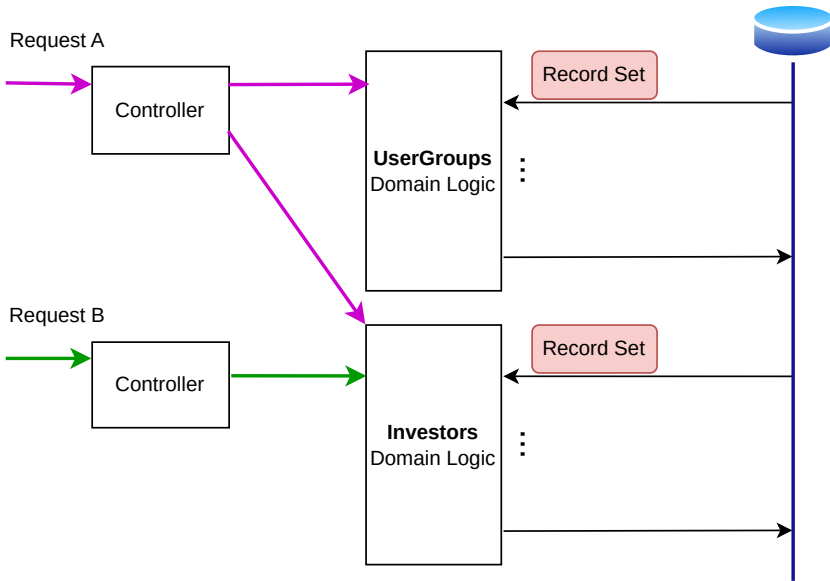 Request A
Controller
Record Set
UserGroups
Domain Logic
Request B
Controller
Record Set
Investors
Domain Logic